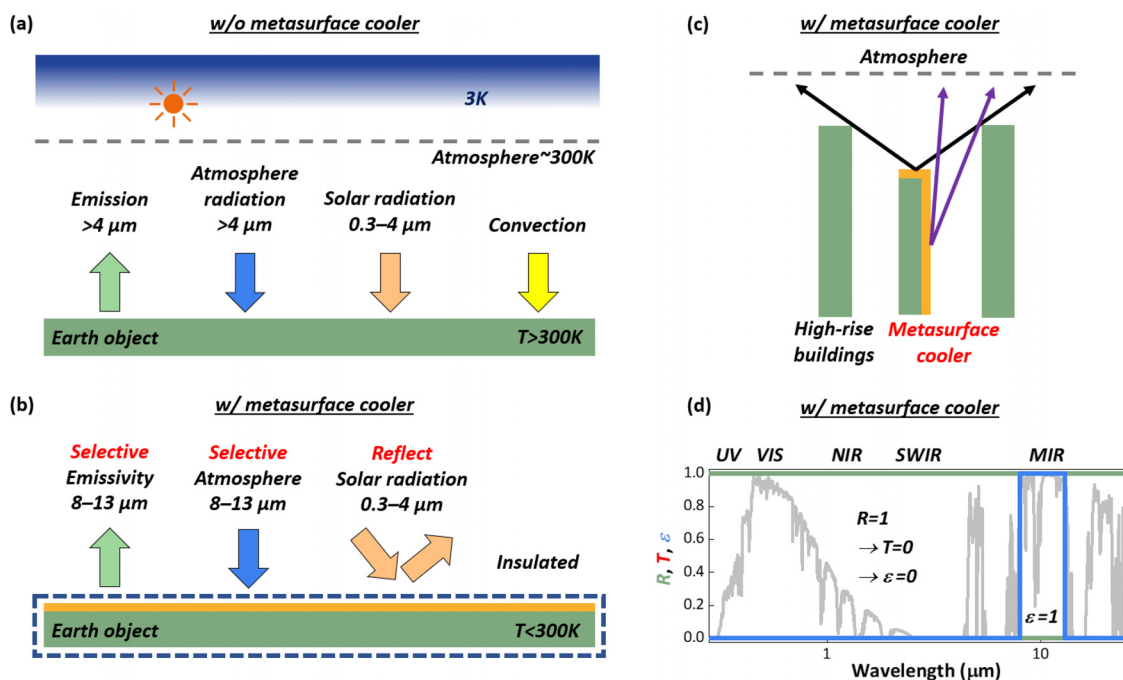 (a)
w/o metasurface cooler
3K
Atmosphere~300K
Emission
>4 μm
Atmosphere
radiation
>4 μm
Solar radiation
0.3–4 μm
Convection
Earth object
T>300K
(b)
w/ metasurface cooler
Selective
Emissivity
8–13 μm
Selective
Atmosphere
8–13 μm
Reflect
Solar radiation
0.3–4 μm
Insulated
Earth object
T<300K
(c)
w/ metasurface cooler
Atmosphere
High-rise
buildings
Metasurface
cooler
(d)
w/ metasurface cooler
UV VIS NIR SWIR MIR
1.0
0.8
0.6
0.4
0.2
0.0
R, T, ε
R=1
→ T=0
→ ε=0
ε=1
1 10
Wavelength (μm)